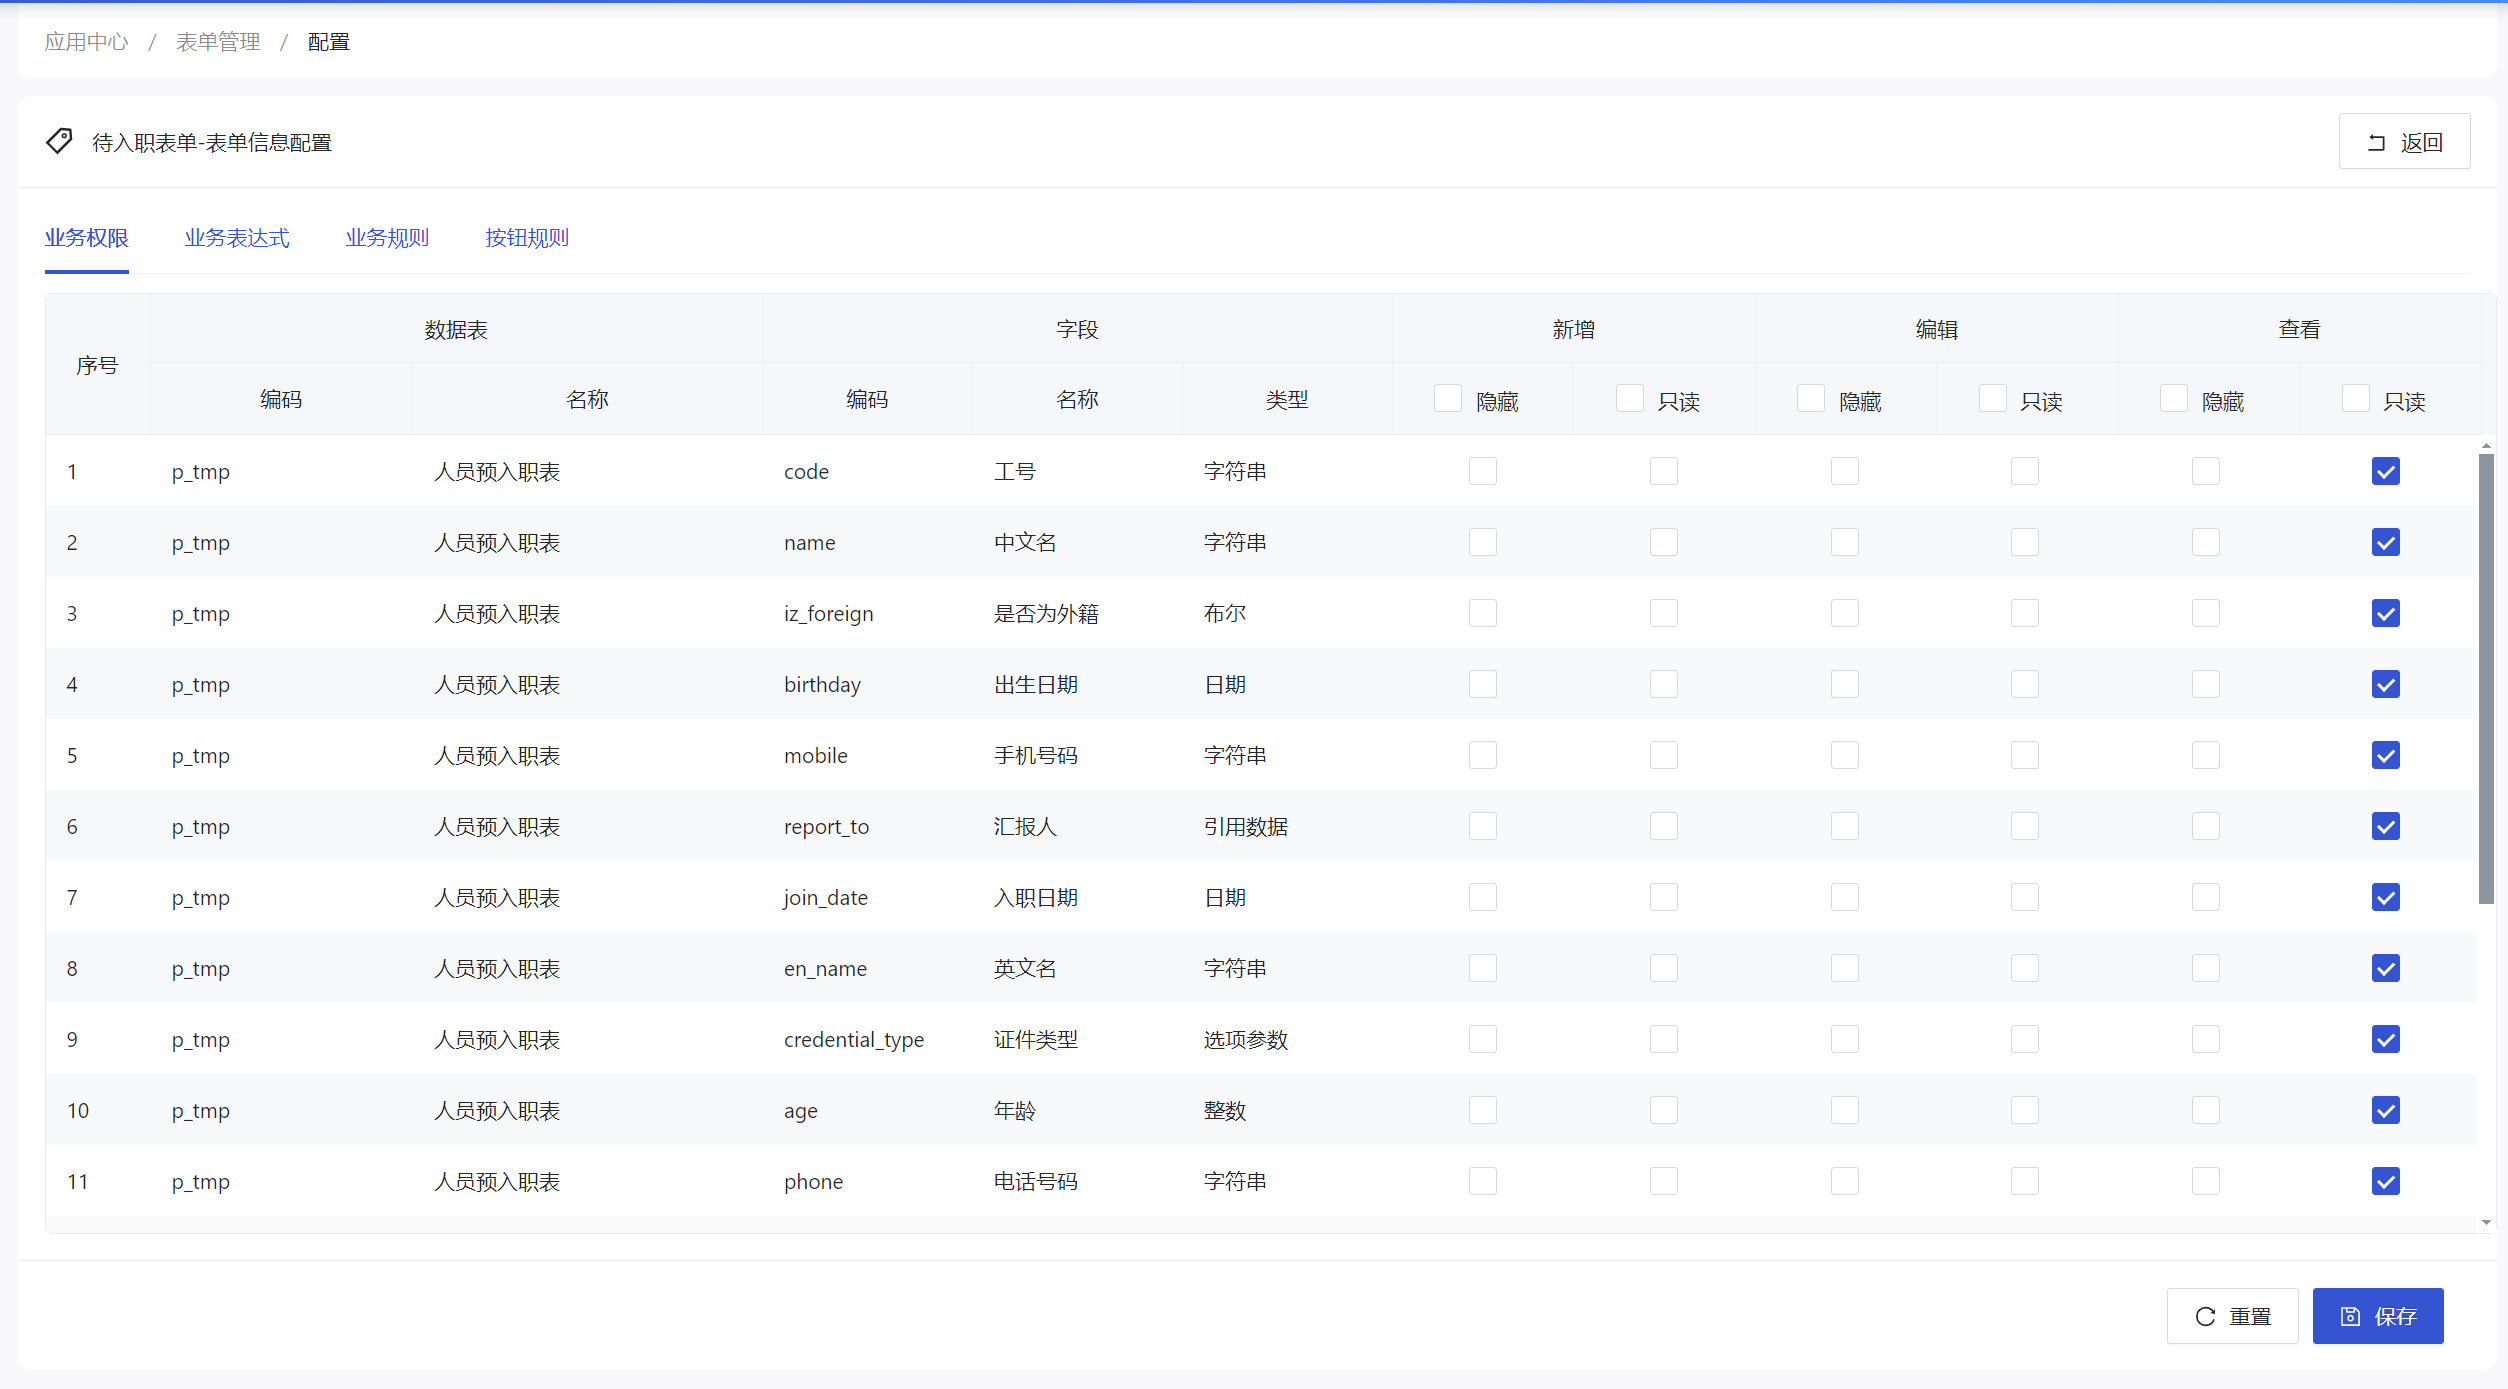 应用中心 / 表单管理 / 配置
待入职表单-表单信息配置 返回
业务权限 业务表达式 业务规则 按钮规则
序号 数据表 字段 新增 编辑 查看
编码 名称 编码 名称 类型 隐藏 只读 隐藏 只读 隐藏 只读
1 p_tmp 人员预入职表 code 工号 字符串
2 p_tmp 人员预入职表 name 中文名 字符串
3 p_tmp 人员预入职表 iz_foreign 是否为外籍 布尔
4 p_tmp 人员预入职表 birthday 出生日期 日期
5 p_tmp 人员预入职表 mobile 手机号码 字符串
6 p_tmp 人员预入职表 report_to 汇报人 引用数据
7 p_tmp 人员预入职表 join_date 入职日期 日期
8 p_tmp 人员预入职表 en_name 英文名 字符串
9 p_tmp 人员预入职表 credential_type 证件类型 选项参数
10 p_tmp 人员预入职表 age 年龄 整数
11 p_tmp 人员预入职表 phone 电话号码 字符串
重置 保存